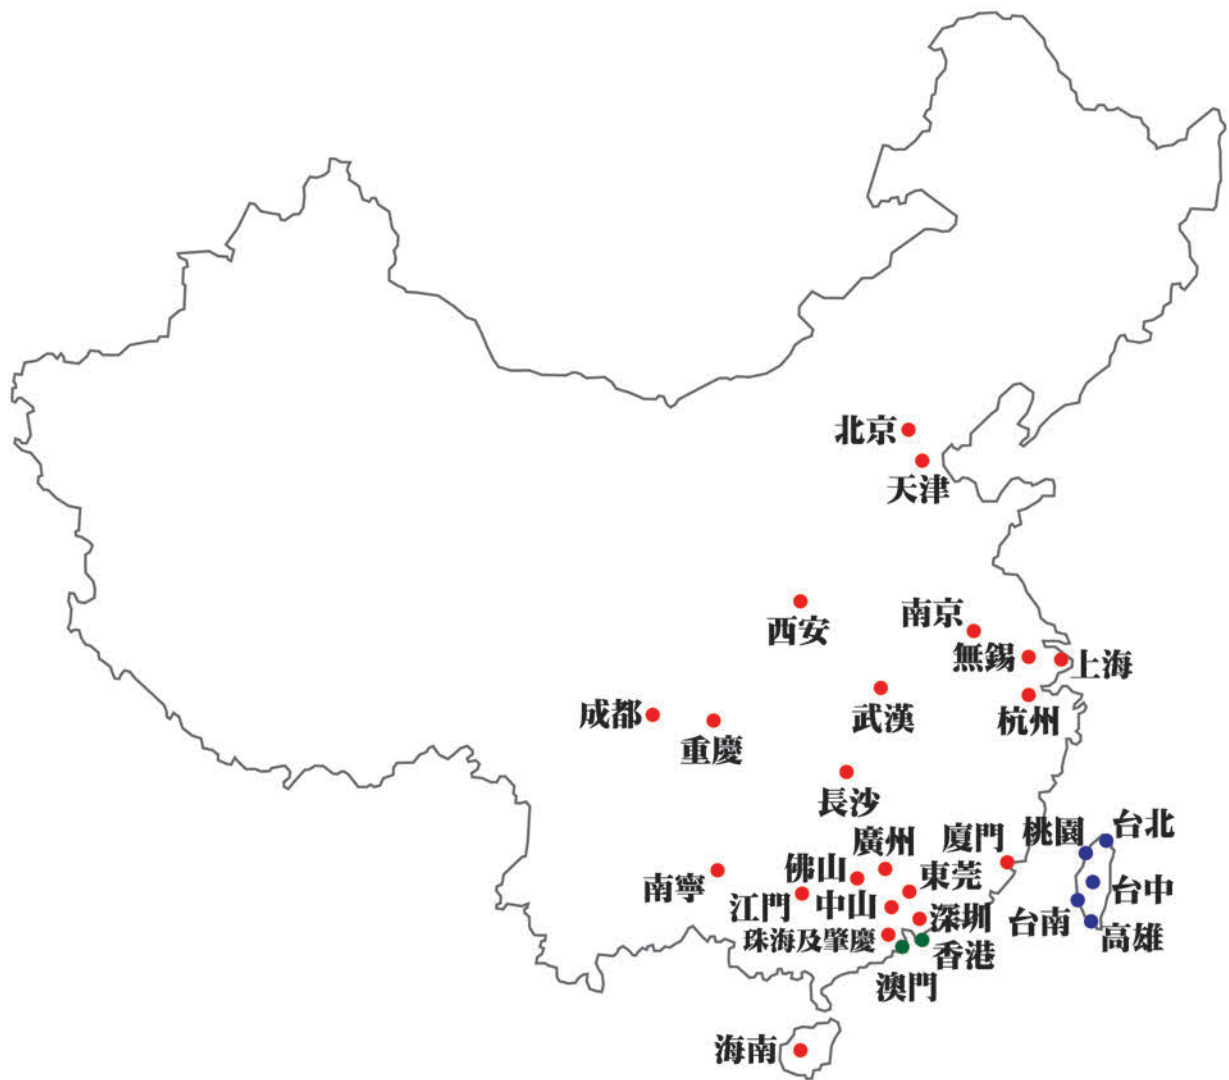 北京
天津
西安
南京
無錫
上海
成都
重慶
武漢
杭州
長沙
廣州
廈門
桃園
台北
佛山
東莞
南寧
江門
中山
台中
深圳
台南
高雄
珠海及肇慶
香港
澳門
海南